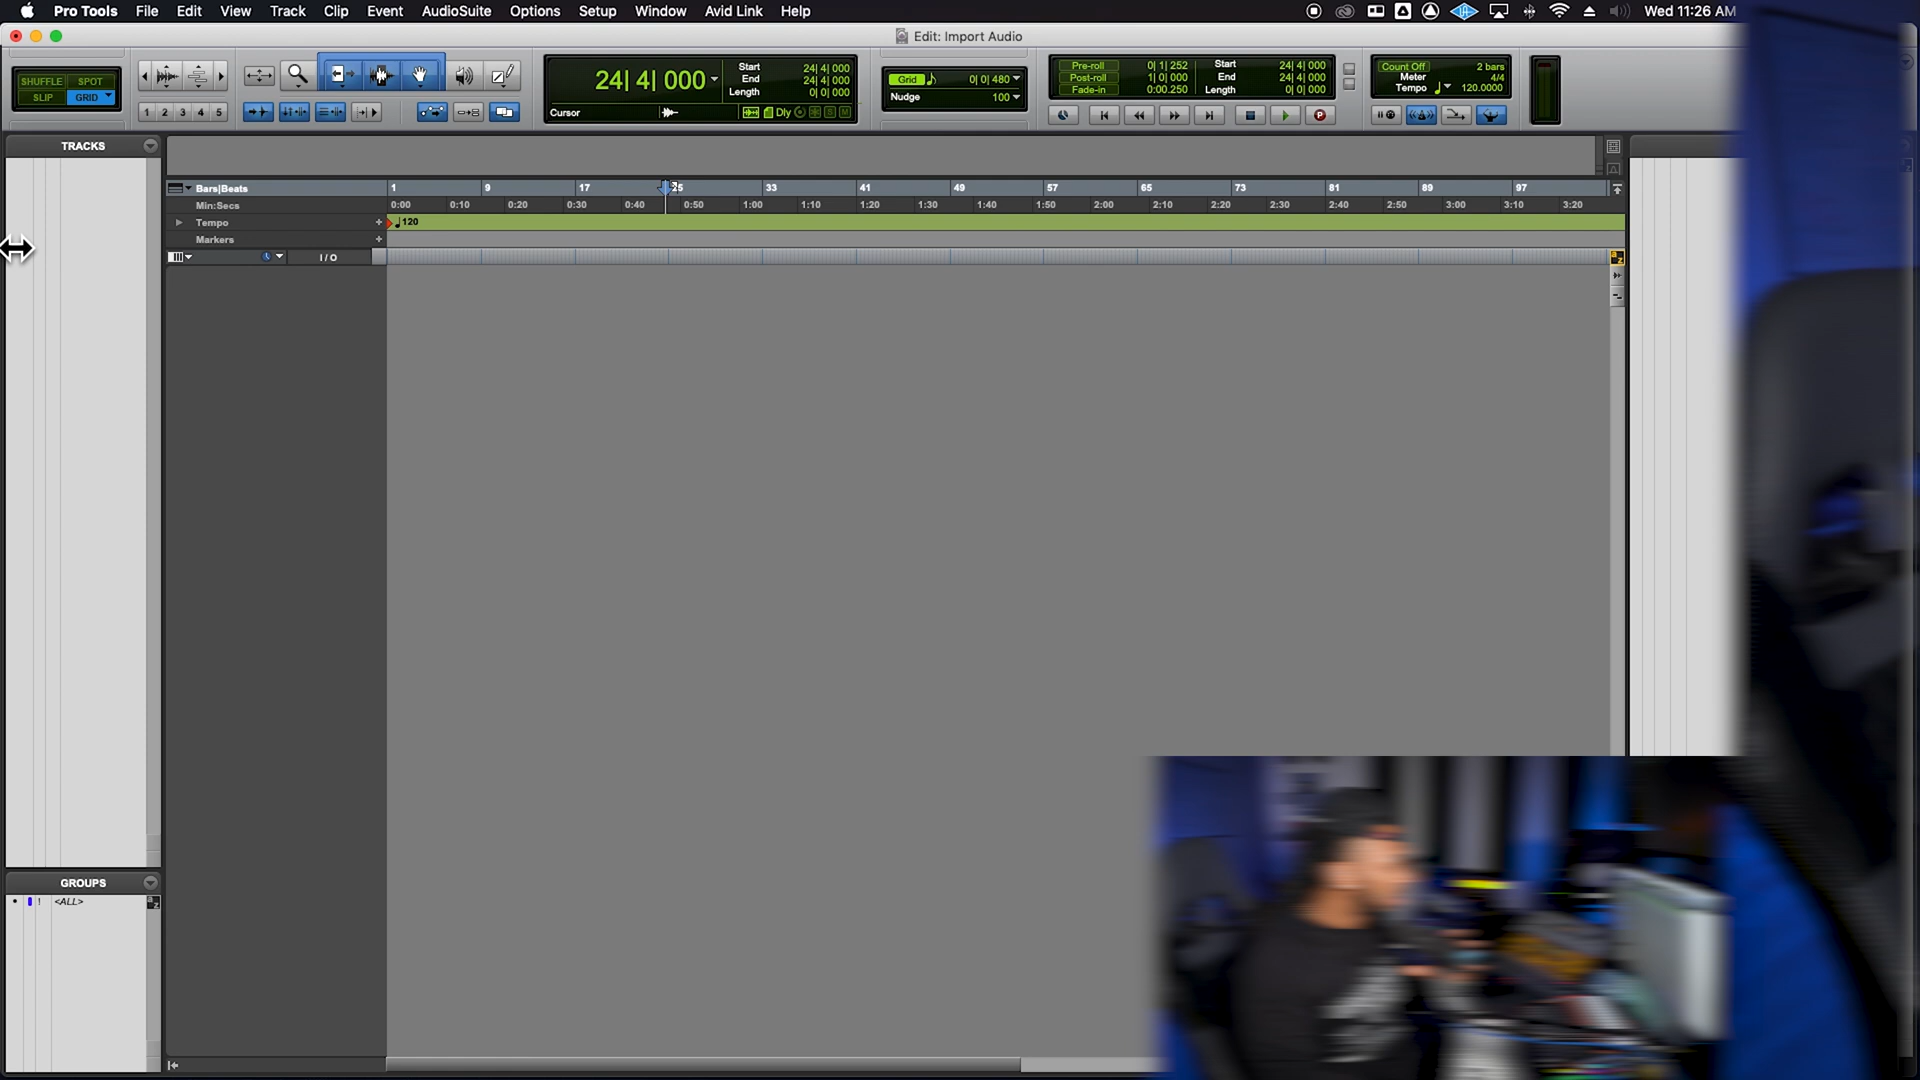 Pro Tools File Edit View Track Clip Event AudioSuite Options Setup Window Avid Link Help Wed 11:26 AM
Edit: Import Audio
SHUFFLE SPOT
SLIP GRID
1 2 3 4 5
24| 4| 000
Start 24| 4| 000
End 24| 4| 000
Length 0| 0| 000
Cursor Dly S M
Grid 0| 0| 480
Nudge 100
Pre-roll 0| 1| 252
Post-roll 1| 0| 000
Fade-in 0:00.250
Start 24| 4| 000
End 24| 4| 000
Length 0| 0| 000
Count Off 2 bars
Meter 4/4
Tempo 120.0000
TRACKS
Bars|Beats 1 9 17 25 33 41 49 57 65 73 81 89 97
Min:Secs 0:00 0:10 0:20 0:30 0:40 0:50 1:00 1:10 1:20 1:30 1:40 1:50 2:00 2:10 2:20 2:30 2:40 2:50 3:00 3:10 3:20
Tempo + 120
Markers +
I / O
GROUPS
! <ALL>
a z